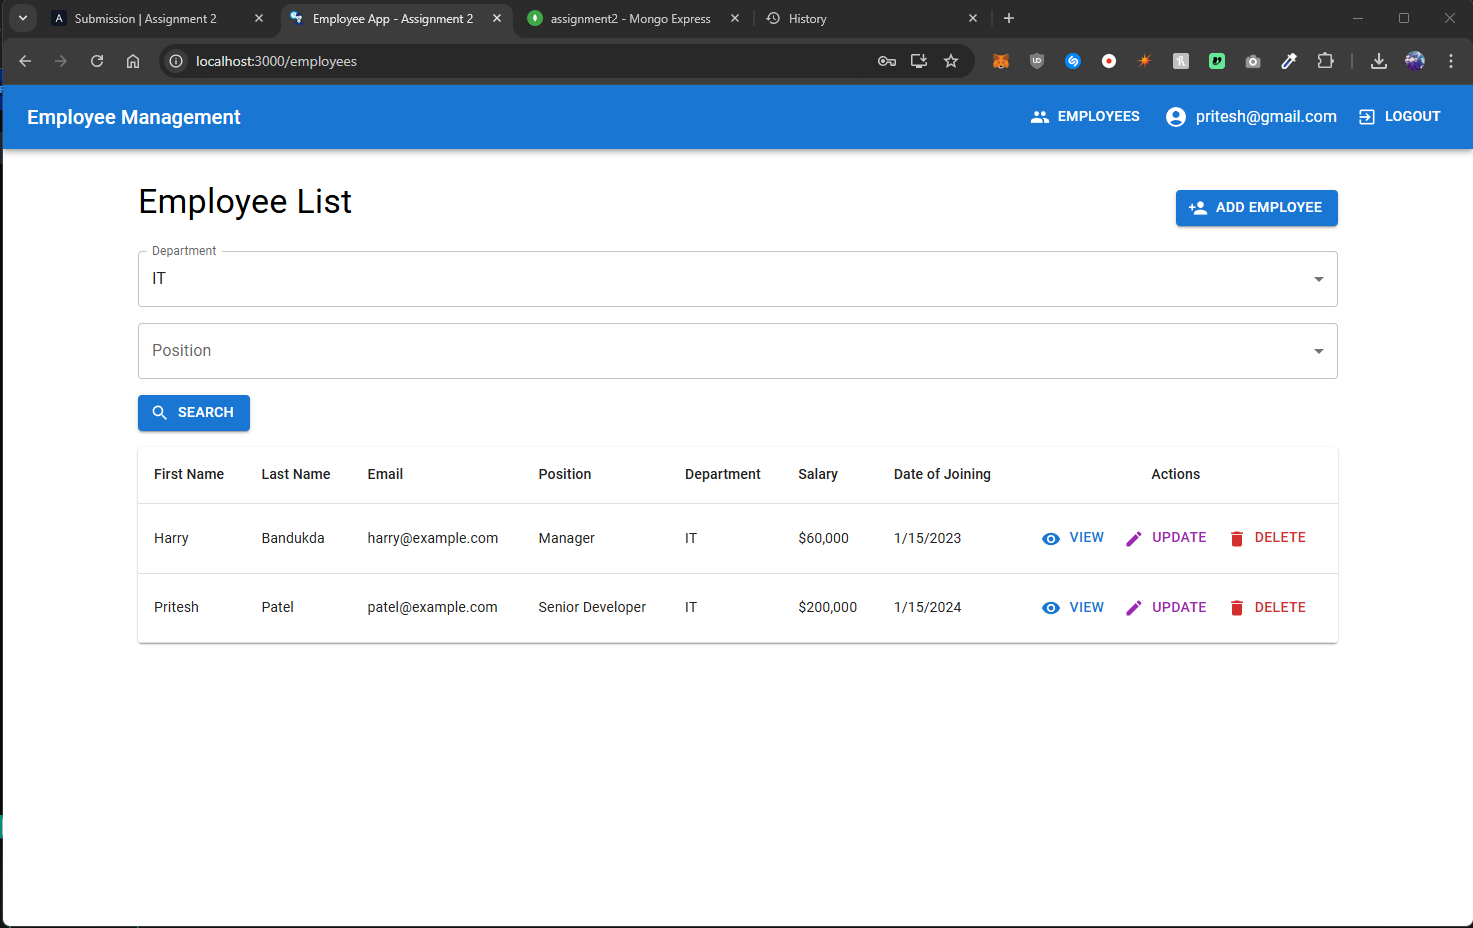 Submission | Assignment 2
Employee App - Assignment 2
assignment2 - Mongo Express
History
localhost:3000/employees
Employee Management
EMPLOYEES
pritesh@gmail.com
LOGOUT
Employee List
ADD EMPLOYEE
Department
IT
Position
SEARCH
First Name Last Name Email Position Department Salary Date of Joining Actions
Harry Bandukda harry@example.com Manager IT $60,000 1/15/2023 VIEW UPDATE DELETE
Pritesh Patel patel@example.com Senior Developer IT $200,000 1/15/2024 VIEW UPDATE DELETE